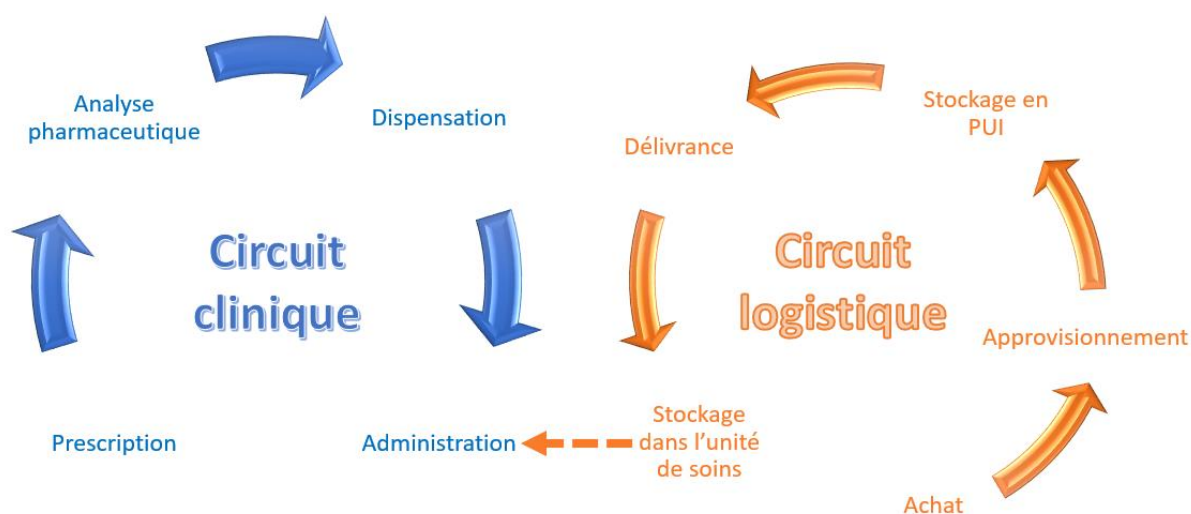 Analyse
pharmaceutique
Dispensation
Circuit
clinique
Prescription
Administration
Stockage en
PUI
Délivrance
Circuit
logistique
Approvisionnement
Stockage
dans l’unité
de soins
Achat